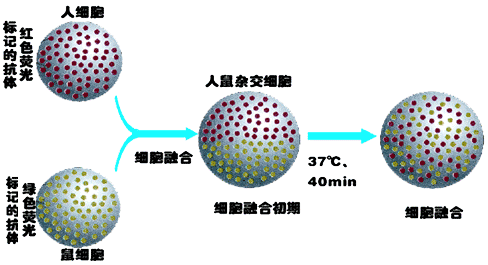 人细胞
红色荧光
标记的抗体
人鼠杂交细胞
细胞融合
37℃、
40min
绿色荧光
标记的抗体
鼠细胞
细胞融合初期
细胞融合